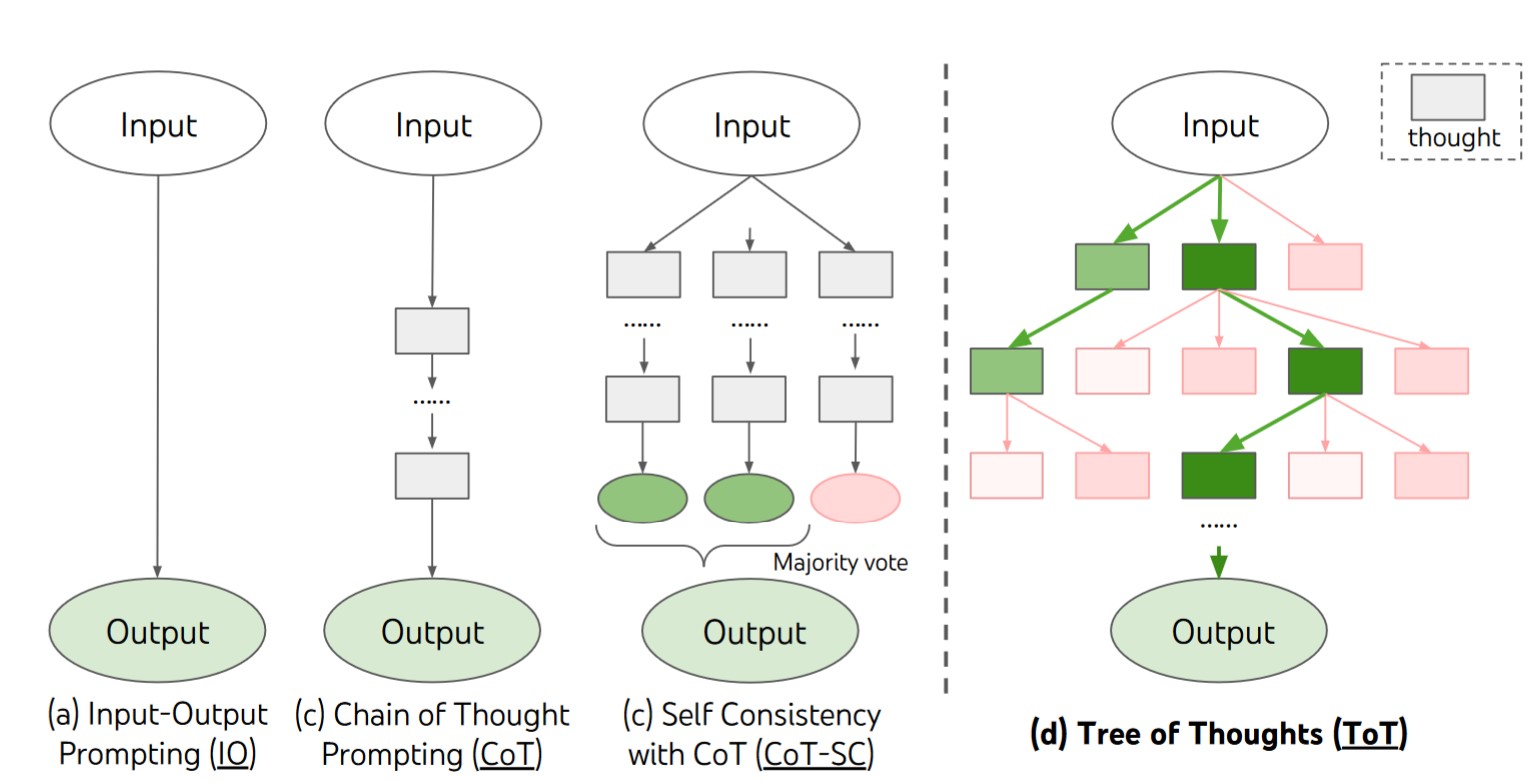 Input
Input
Input
Input
thought
……
……
……
……
……
Majority vote
Output
Output
Output
Output
(a) Input-Output
Prompting (IO)
(c) Chain of Thought
Prompting (CoT)
(c) Self Consistency
with CoT (CoT-SC)
(d) Tree of Thoughts (ToT)